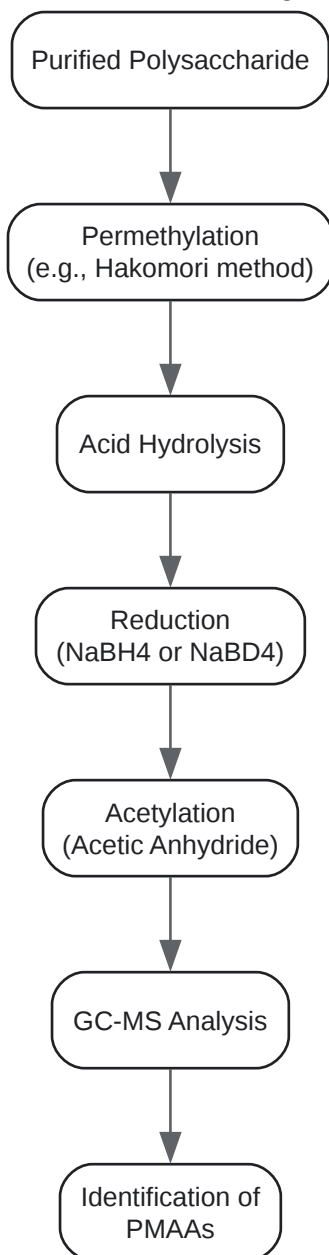 Purified Polysaccharide
Permethylation
(e.g., Hakomori method)
Acid Hydrolysis
Reduction
(NaBH4 or NaBD4)
Acetylation
(Acetic Anhydride)
GC-MS Analysis
Identification of
PMAAs